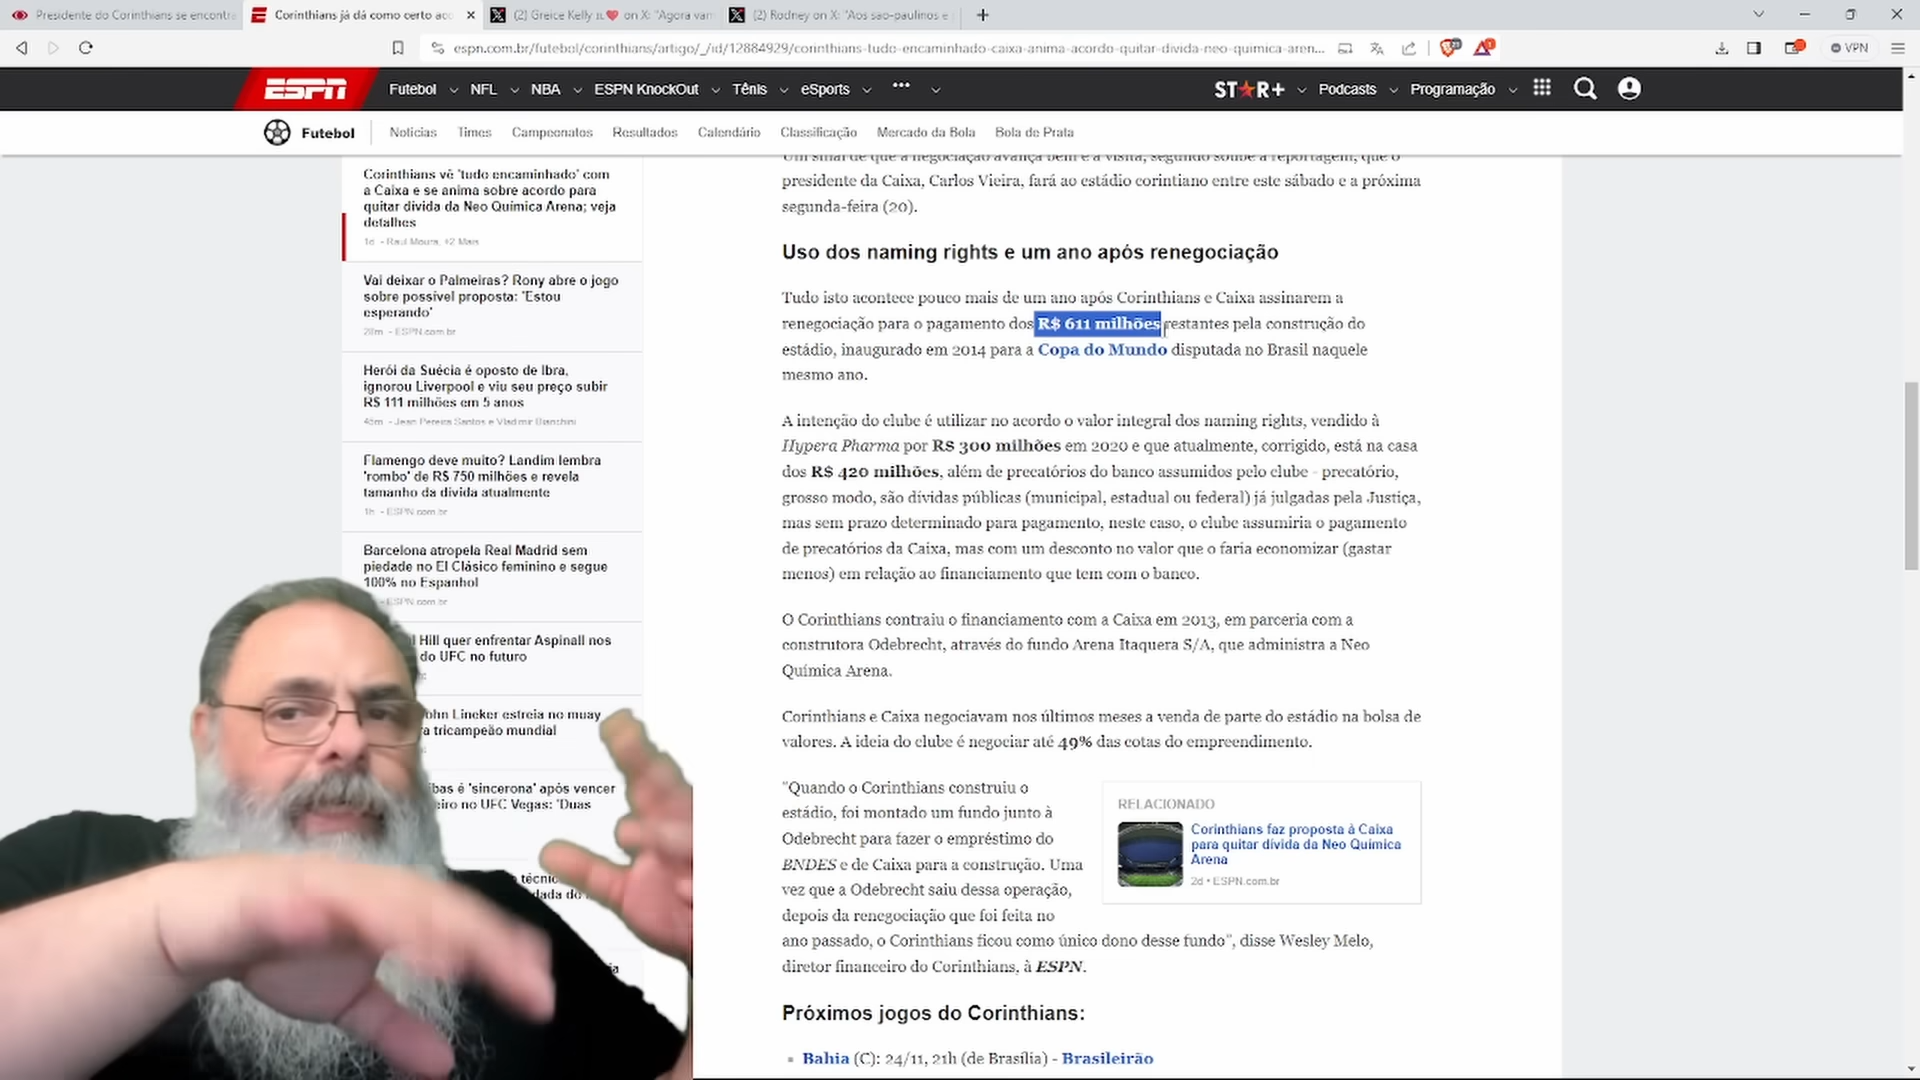 Presidente do Corinthians se encontra
Corinthians já dá como certo aco
(2) Greice Kelly on X: "Agora vam
(2) Rodney on X: "Aos sao-paulinos e
espn.com.br/futebol/corinthians/artigo/_/id/12884929/corinthians-tudo-encaminhado-caixa-anima-acordo-quitar-divida-neo-quimica-aren...
VPN
ESPN
Futebol
NFL
NBA
ESPN KnockOut
Tênis
eSports
STAR+
Podcasts
Programação
Futebol
Notícias
Times
Campeonatos
Resultados
Calendário
Classificação
Mercado da Bola
Bola de Prata
Corinthians vê 'tudo encaminhado' com
a Caixa e se anima sobre acordo para
quitar dívida da Neo Química Arena; veja
detalhes
1d - Raul Moura, +2 Mais
Vai deixar o Palmeiras? Rony abre o jogo
sobre possível proposta: 'Estou
esperando'
28m - ESPN.com.br
Herói da Suécia é oposto de Ibra,
ignorou Liverpool e viu seu preço subir
R$ 111 milhões em 5 anos
45m - Jean Pereira Santos e Vladimir Bianchini
Flamengo deve muito? Landim lembra
'rombo' de R$ 750 milhões e revela
tamanho da dívida atualmente
1h - ESPN.com.br
Barcelona atropela Real Madrid sem
piedade no El Clásico feminino e segue
100% no Espanhol
- ESPN.com.br
Hill quer enfrentar Aspinall nos
do UFC no futuro
ohn Lineker estreia no muay
tricampeão mundial
ibas é 'sincerona' após vencer
eiro no UFC Vegas: 'Duas
técnic
Um sinal de que a negociação avança bem é a visita, segundo soube a reportagem, que o
presidente da Caixa, Carlos Vieira, fará ao estádio corintiano entre este sábado e a próxima
segunda-feira (20).
Uso dos naming rights e um ano após renegociação
Tudo isto acontece pouco mais de um ano após Corinthians e Caixa assinarem a
renegociação para o pagamento dos R$ 611 milhões restantes pela construção do
estádio, inaugurado em 2014 para a Copa do Mundo disputada no Brasil naquele
mesmo ano.
A intenção do clube é utilizar no acordo o valor integral dos naming rights, vendido à
Hypera Pharma por R$ 300 milhões em 2020 e que atualmente, corrigido, está na casa
dos R$ 420 milhões, além de precatórios do banco assumidos pelo clube - precatório,
grosso modo, são dívidas públicas (municipal, estadual ou federal) já julgadas pela Justiça,
mas sem prazo determinado para pagamento, neste caso, o clube assumiria o pagamento
de precatórios da Caixa, mas com um desconto no valor que o faria economizar (gastar
menos) em relação ao financiamento que tem com o banco.
O Corinthians contraiu o financiamento com a Caixa em 2013, em parceria com a
construtora Odebrecht, através do fundo Arena Itaquera S/A, que administra a Neo
Química Arena.
Corinthians e Caixa negociavam nos últimos meses a venda de parte do estádio na bolsa de
valores. A ideia do clube é negociar até 49% das cotas do empreendimento.
"Quando o Corinthians construiu o
estádio, foi montado um fundo junto à
Odebrecht para fazer o empréstimo do
BNDES e de Caixa para a construção. Uma
vez que a Odebrecht saiu dessa operação,
depois da renegociação que foi feita no
ano passado, o Corinthians ficou como único dono desse fundo", disse Wesley Melo,
diretor financeiro do Corinthians, à ESPN.
RELACIONADO
Corinthians faz proposta à Caixa
para quitar dívida da Neo Química
Arena
2d • ESPN.com.br
Próximos jogos do Corinthians:
Bahia (C): 24/11, 21h (de Brasília) - Brasileirão